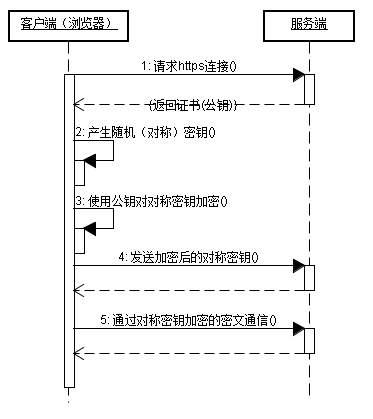 客户端（浏览器） 服务端
1: 请求https连接()
(返回证书(公钥))
2: 产生随机（对称）密钥()
3: 使用公钥对对称密钥加密()
4: 发送加密后的对称密钥()
5: 通过对称密钥加密的密文通信()